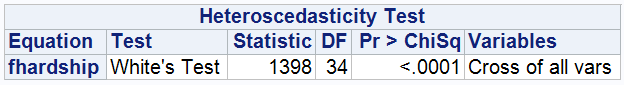 Heteroscedasticity Test
Equation Test Statistic DF Pr > ChiSq Variables
fhardship White's Test 1398 34 <.0001 Cross of all vars